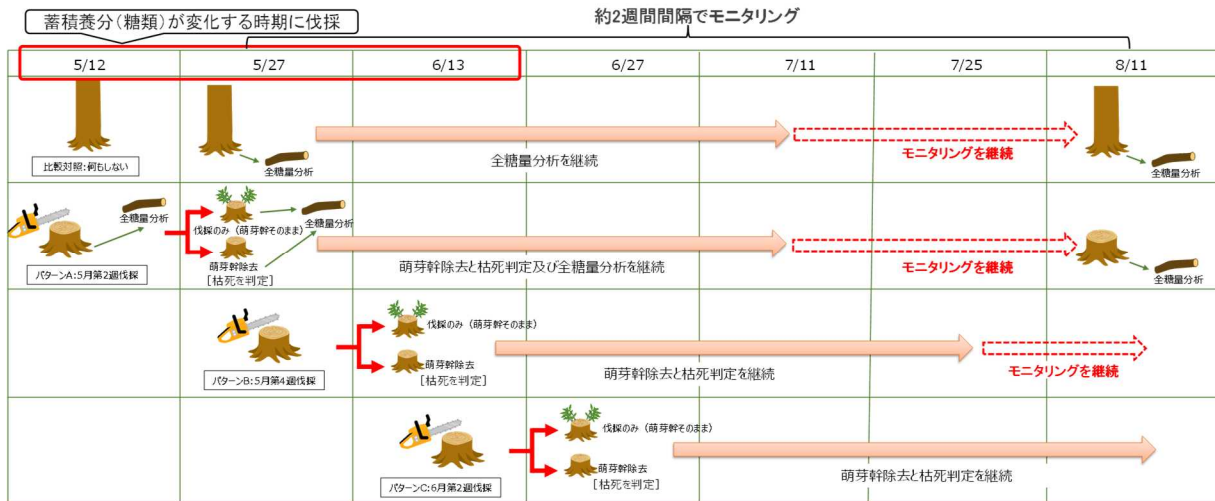 蓄積養分（糖類）が変化する時期に伐採
約2週間間隔でモニタリング
5/12
5/27
6/13
6/27
7/11
7/25
8/11
比較対照：何もしない
全糖量分析
全糖量分析を継続
モニタリングを継続
全糖量分析
パターンA：5月第2週伐採
全糖量分析
伐採のみ（萌芽幹そのまま）
萌芽幹除去
[枯死を判定]
全糖量分析
萌芽幹除去と枯死判定及び全糖量分析を継続
モニタリングを継続
全糖量分析
パターンB：5月第4週伐採
伐採のみ（萌芽幹そのまま）
萌芽幹除去
[枯死を判定]
萌芽幹除去と枯死判定を継続
モニタリングを継続
パターンC：6月第2週伐採
伐採のみ（萌芽幹そのまま）
萌芽幹除去
[枯死を判定]
萌芽幹除去と枯死判定を継続